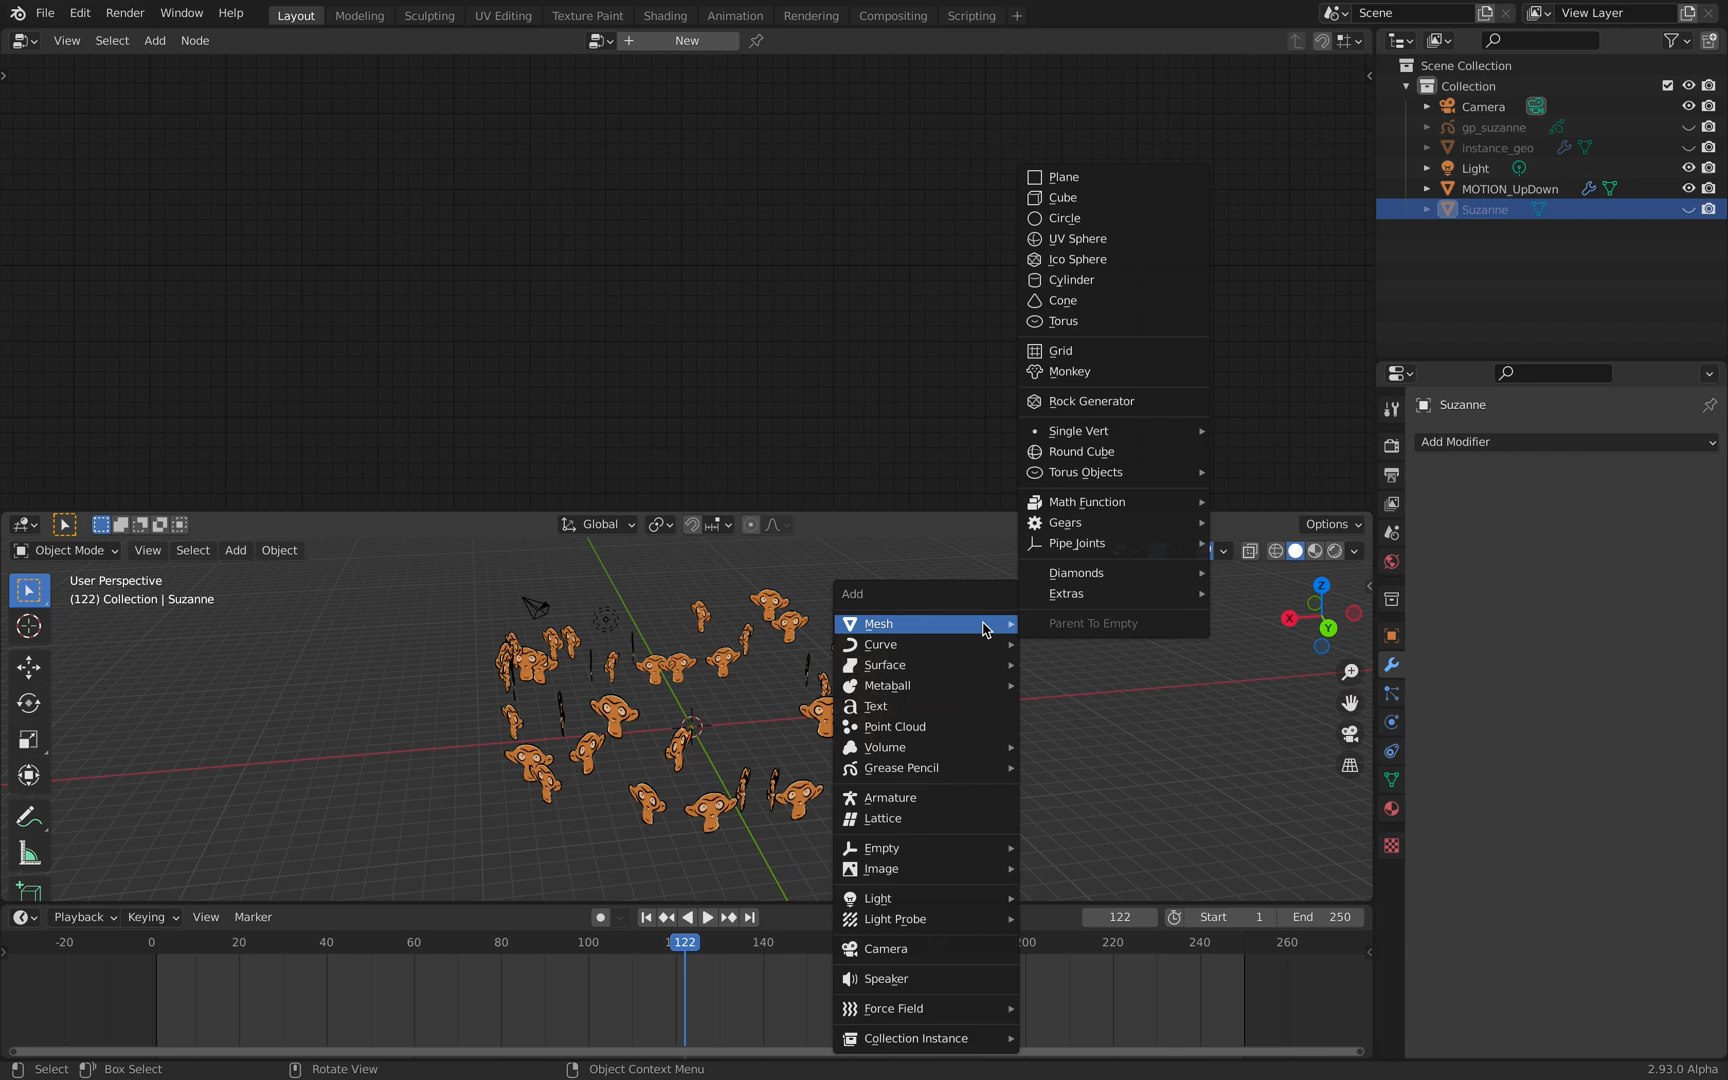 File Edit Render Window Help Layout Modeling Sculpting UV Editing Texture Paint Shading Animation Rendering Compositing Scripting + Scene View Layer
View Select Add Node + New
Scene Collection
Collection
Camera
gp_suzanne
instance_geo
Light
MOTION_UpDown
Suzanne
Suzanne
Add Modifier
Plane
Cube
Circle
UV Sphere
Ico Sphere
Cylinder
Cone
Torus
Grid
Monkey
Rock Generator
Single Vert
Round Cube
Torus Objects
Math Function
Gears
Pipe Joints
Diamonds
Extras
Parent To Empty
Global Options
Object Mode View Select Add Object
User Perspective
(122) Collection | Suzanne
Z
X
Y
Add
Mesh
Curve
Surface
Metaball
Text
Point Cloud
Volume
Grease Pencil
Armature
Lattice
Empty
Image
Light
Light Probe
Camera
Speaker
Force Field
Collection Instance
Playback Keying View Marker 122 Start 1 End 250
-20 0 20 40 60 80 100 122 140 220 240 260
Select Box Select Rotate View Object Context Menu 2.93.0 Alpha